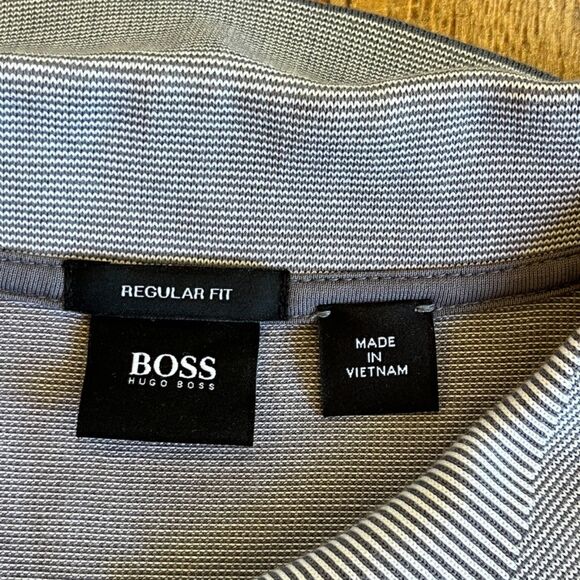 REGULAR FIT
BOSS
HUGO BOSS
MADE
IN
VIETNAM